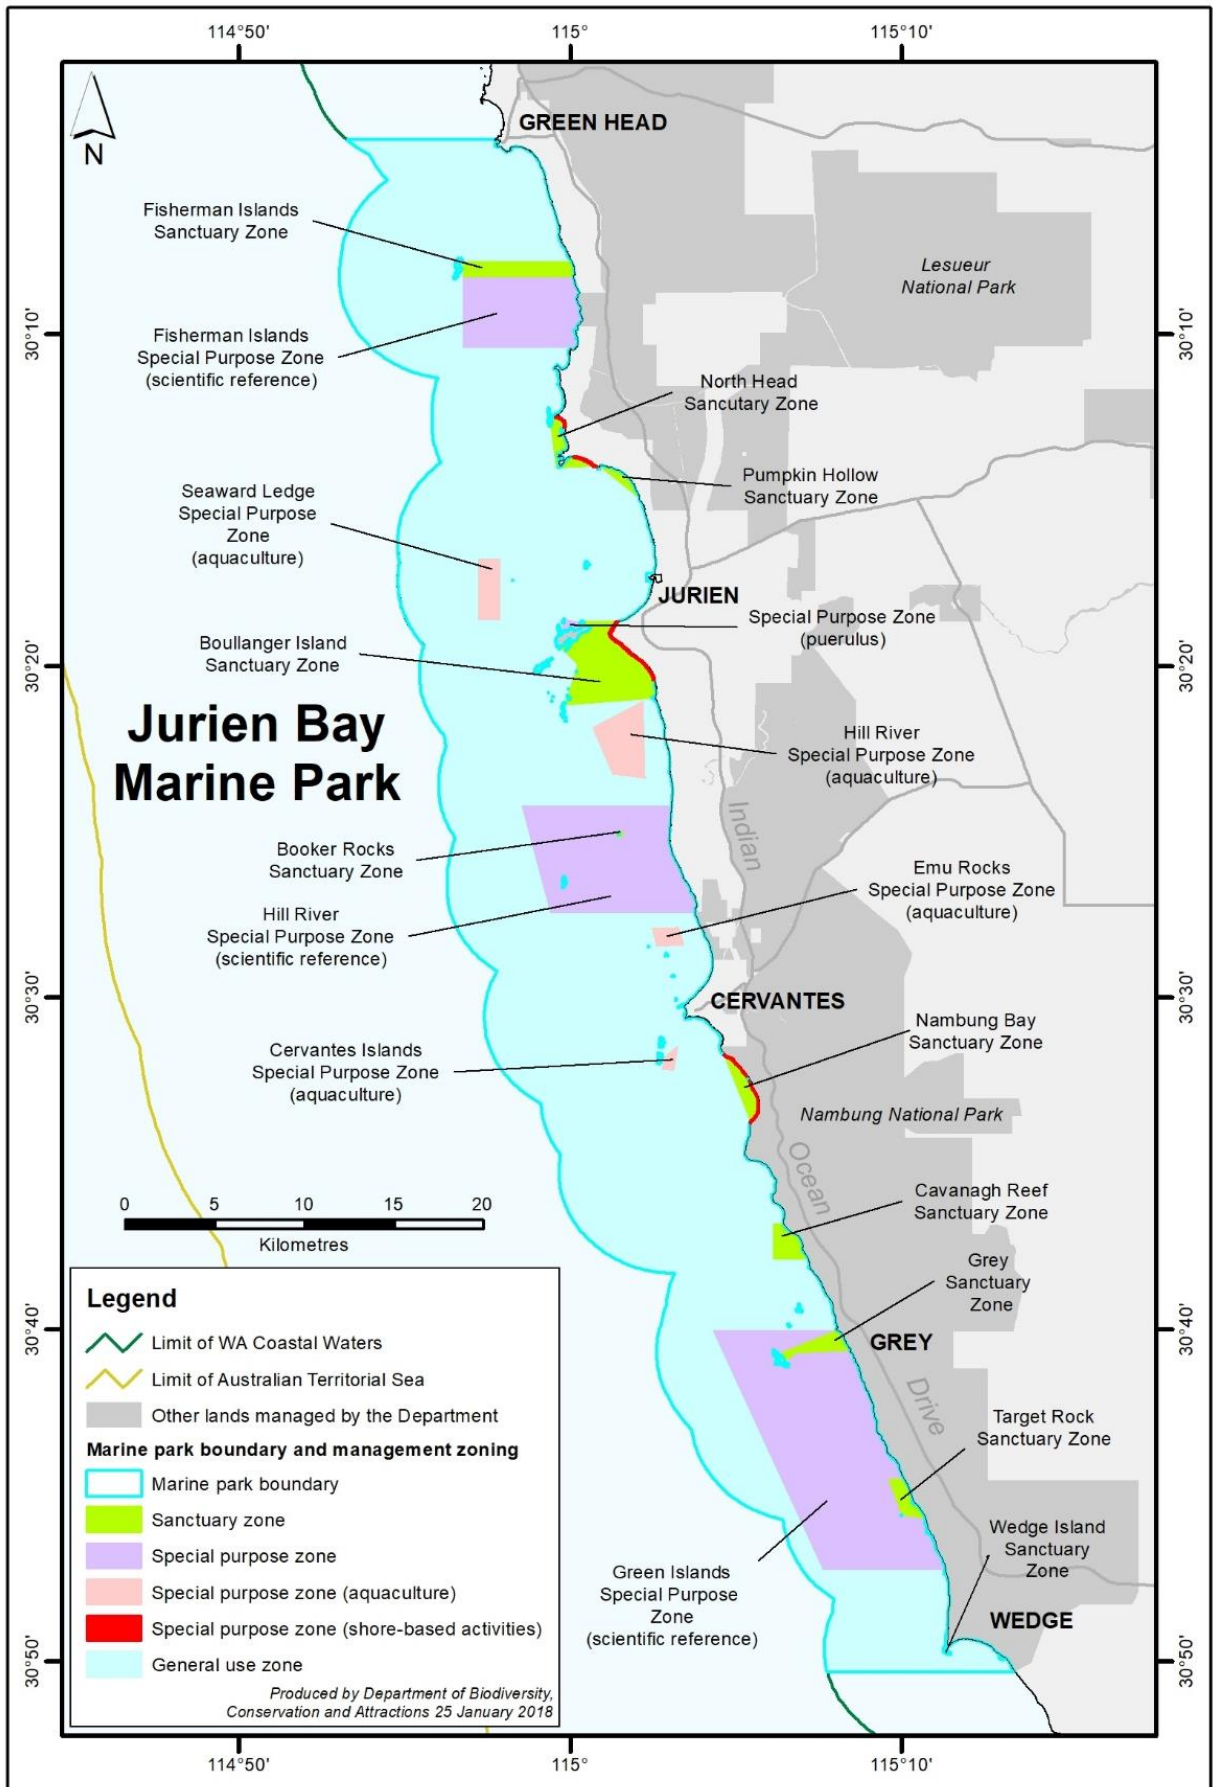 114°50'
115°
115°10'
N
GREEN HEAD
Fisherman Islands
Sanctuary Zone
Lesueur
National Park
30°10'
30°10'
Fisherman Islands
Special Purpose Zone
(scientific reference)
North Head
Sancutary Zone
Pumpkin Hollow
Sanctuary Zone
Seaward Ledge
Special Purpose
Zone
(aquaculture)
JURIEN
Special Purpose Zone
(puerulus)
Boullanger Island
Sanctuary Zone
30°20'
30°20'
Jurien Bay
Marine Park
Hill River
Special Purpose Zone
(aquaculture)
Indian
Booker Rocks
Sanctuary Zone
Emu Rocks
Special Purpose Zone
(aquaculture)
Hill River
Special Purpose Zone
(scientific reference)
30°30'
30°30'
CERVANTES
Nambung Bay
Sanctuary Zone
Cervantes Islands
Special Purpose Zone
(aquaculture)
Nambung National Park
Ocean
Cavanagh Reef
Sanctuary Zone
0 5 10 15 20
Kilometres
Grey
Sanctuary
Zone
30°40'
30°40'
GREY
Drive
Target Rock
Sanctuary Zone
Wedge Island
Sanctuary
Zone
Green Islands
Special Purpose
Zone
(scientific reference)
WEDGE
30°50'
30°50'
Legend
Limit of WA Coastal Waters
Limit of Australian Territorial Sea
Other lands managed by the Department
Marine park boundary and management zoning
Marine park boundary
Sanctuary zone
Special purpose zone
Special purpose zone (aquaculture)
Special purpose zone (shore-based activities)
General use zone
Produced by Department of Biodiversity,
Conservation and Attractions 25 January 2018
114°50'
115°
115°10'